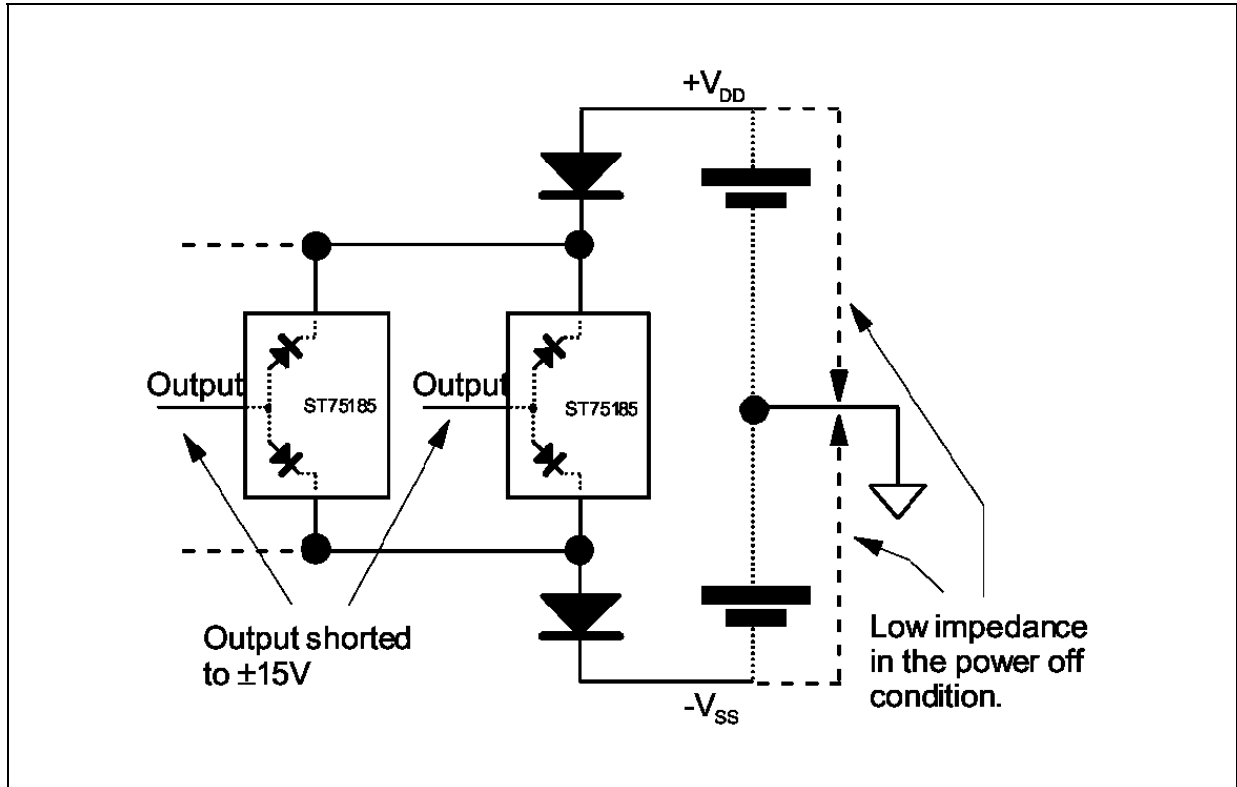 +VDD
Output
ST75185
Output
ST75185
Output shorted
to ±15V
Low impedance
in the power off
condition.
-VSS